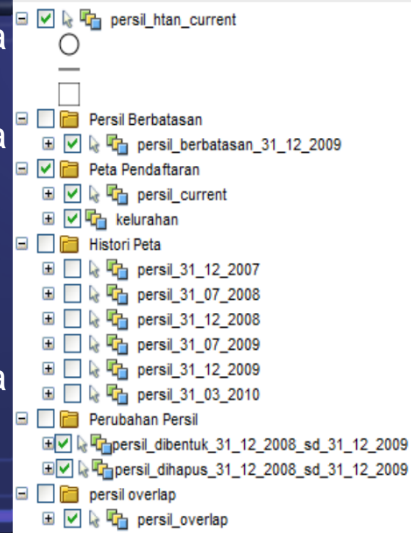 persil_htan_current
a
Persil Berbatasan
a
persil_berbatasan_31_12_2009
Peta Pendaftaran
persil_current
kelurahan
Histori Peta
persil_31_12_2007
persil_31_07_2008
persil_31_12_2008
persil_31_07_2009
persil_31_12_2009
a
persil_31_03_2010
Perubahan Persil
persil_dibentuk_31_12_2008_sd_31_12_2009
persil_dihapus_31_12_2008_sd_31_12_2009
persil overlap
persil_overlap